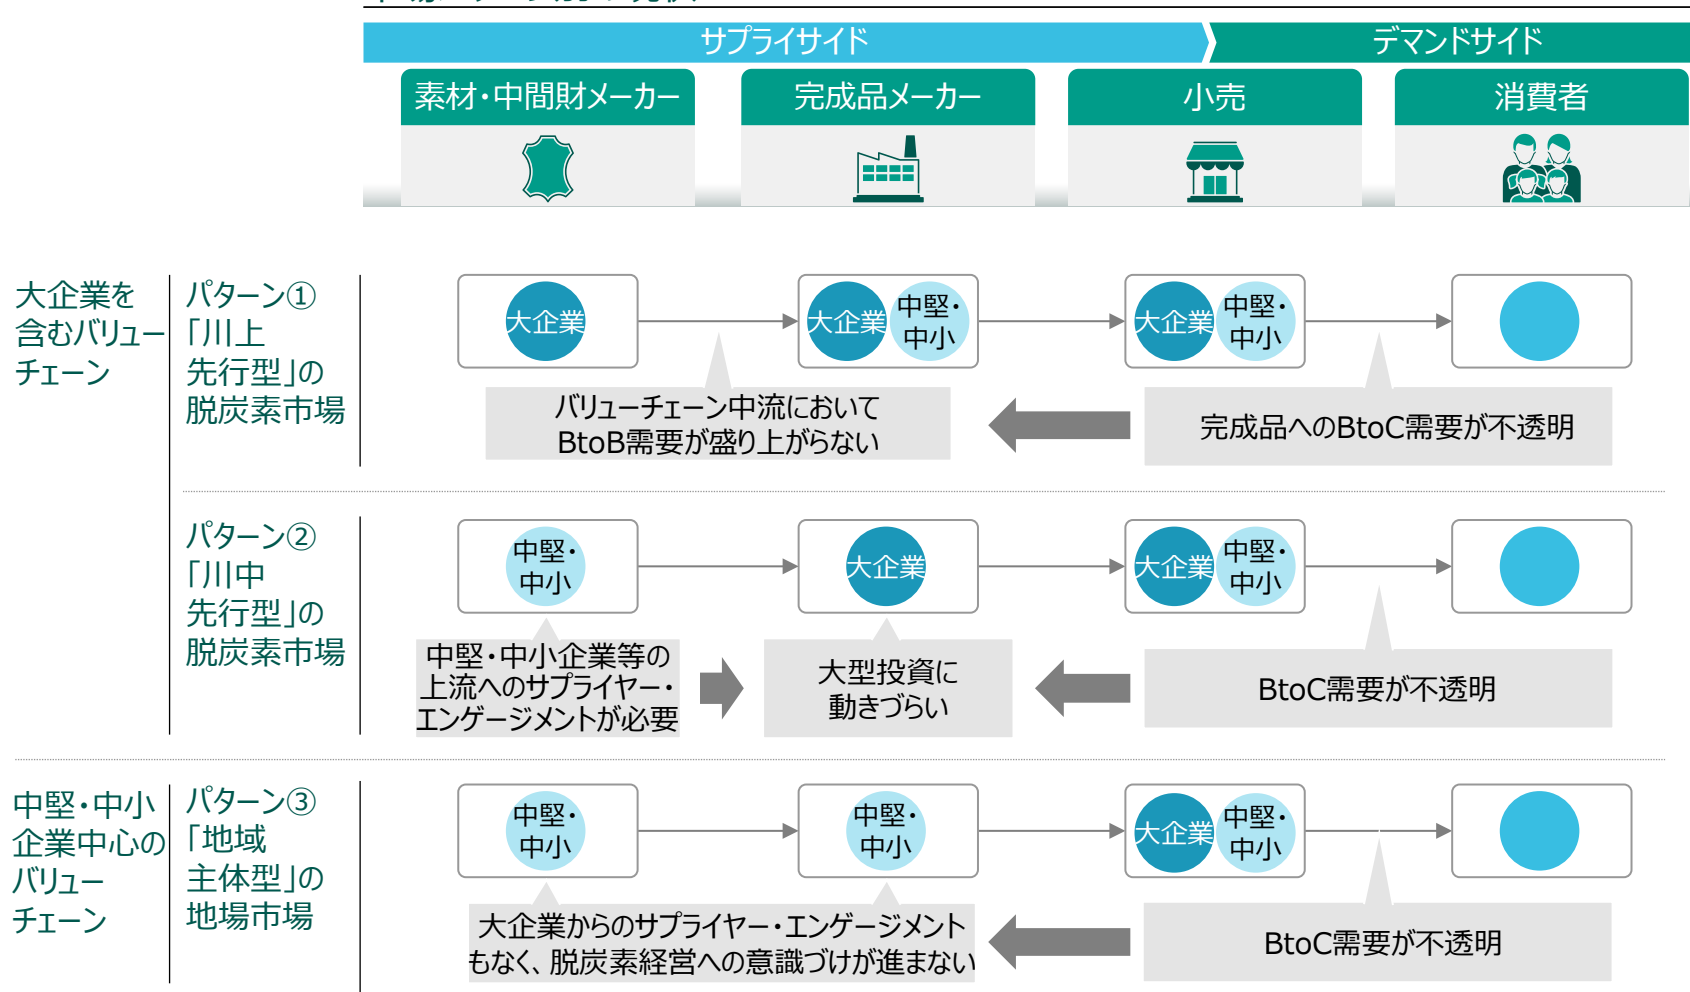 サプライサイド
デマンドサイド
素材・中間財メーカー
完成品メーカー
小売
消費者
大企業を
含むバリュー
チェーン
パターン①
「川上
先行型」の
脱炭素市場
大企業
大企業
中堅・
中小
大企業
中堅・
中小
バリューチェーン中流において
BtoB需要が盛り上がらない
完成品へのBtoC需要が不透明
パターン②
「川中
先行型」の
脱炭素市場
中堅・
中小
大企業
大企業
中堅・
中小
中堅・中小企業等の
上流へのサプライヤー・
エンゲージメントが必要
大型投資に
動きづらい
BtoC需要が不透明
中堅・中小
企業中心の
バリュー
チェーン
パターン③
「地域
主体型」の
地場市場
中堅・
中小
中堅・
中小
大企業
中堅・
中小
大企業からのサプライヤー・エンゲージメント
もなく、脱炭素経営への意識づけが進まない
BtoC需要が不透明